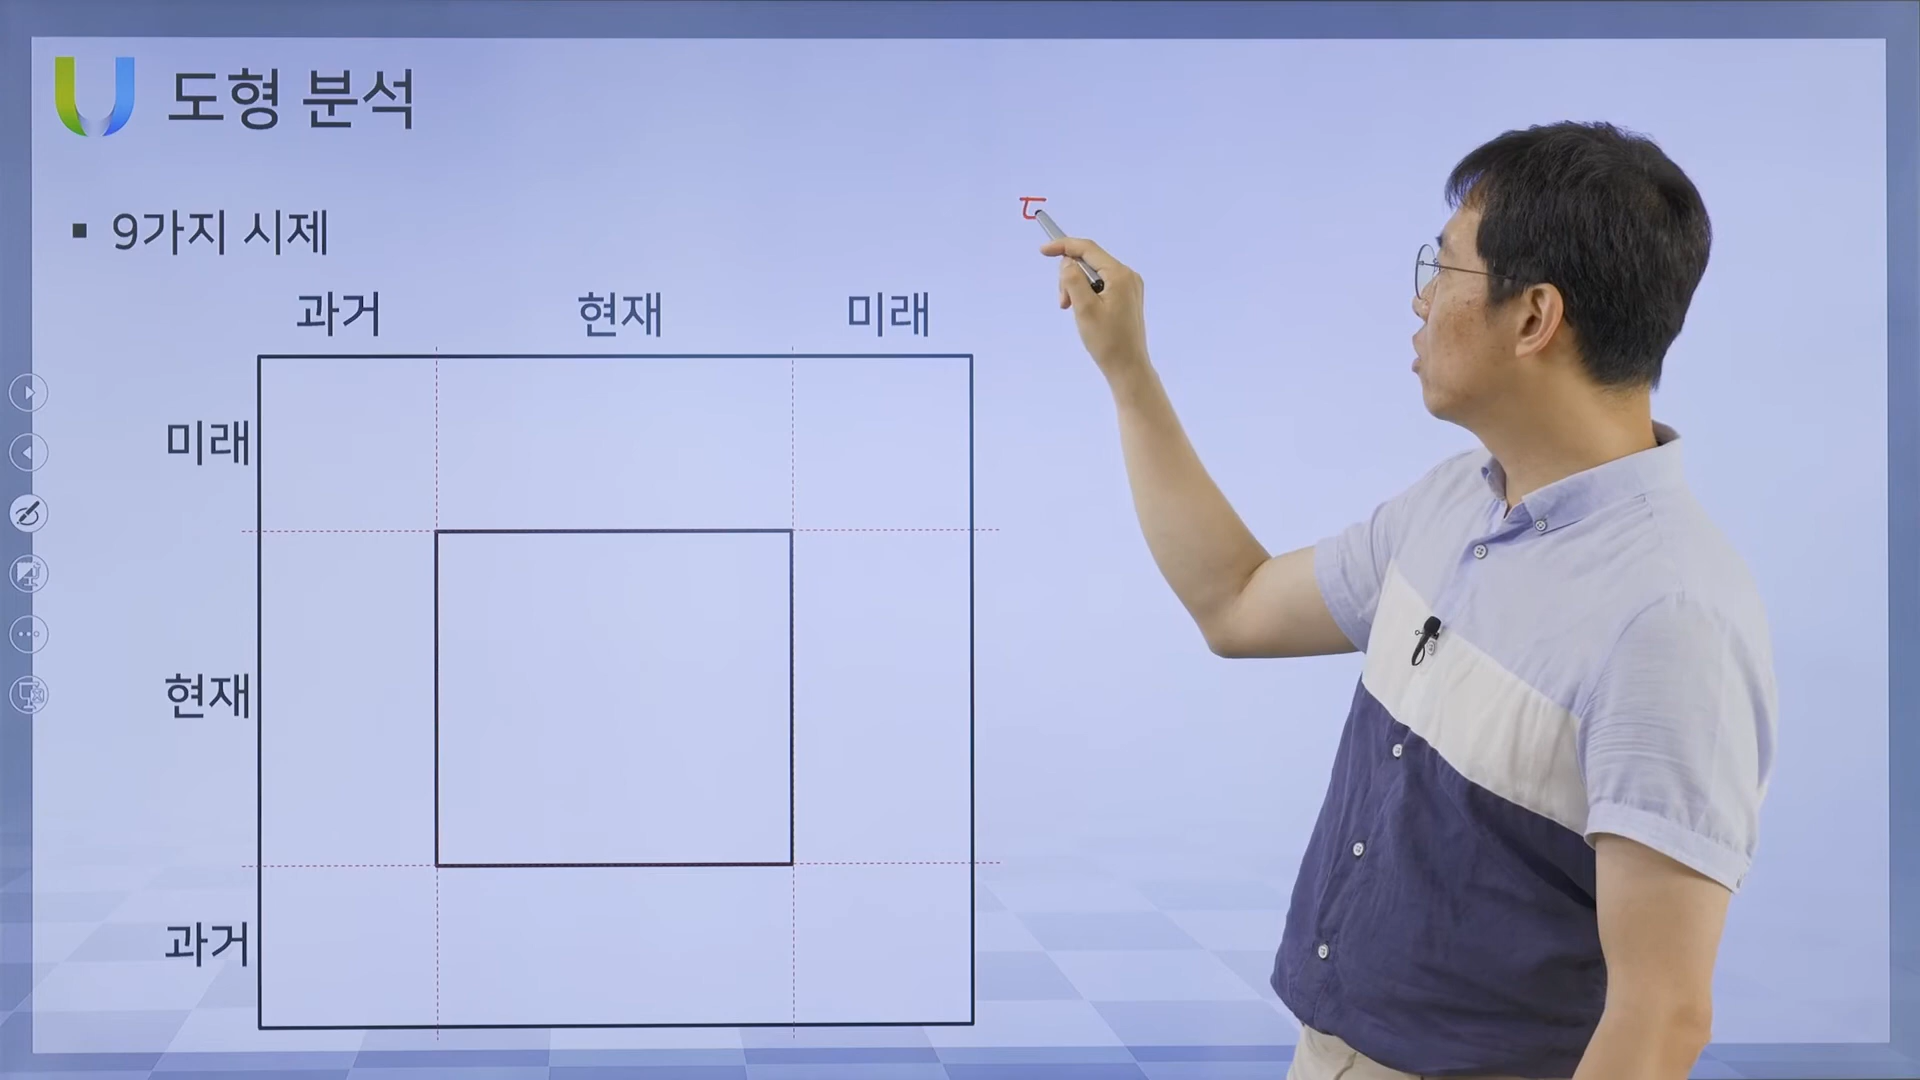 도형 분석
▪ 9가지 시제
과거 현재 미래
미래
현재
과거